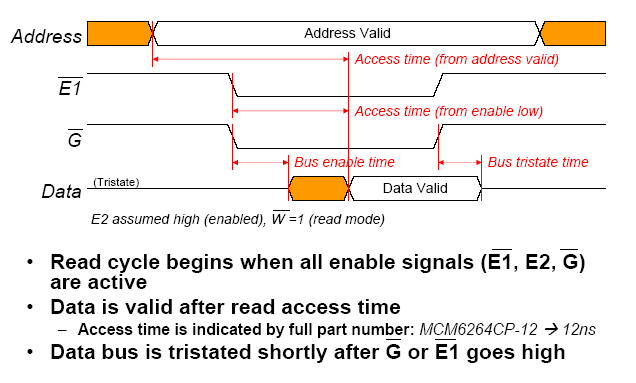 Address
Address Valid
Access time (from address valid)
E1
Access time (from enable low)
G
Bus enable time
Bus tristate time
Data
(Tristate)
Data Valid
E2 assumed high (enabled), W̅ =1 (read mode)
• Read cycle begins when all enable signals (E̅1̅, E2, G̅)
are active
• Data is valid after read access time
– Access time is indicated by full part number: MCM6264CP-12 → 12ns
• Data bus is tristated shortly after G̅ or E̅1̅ goes high